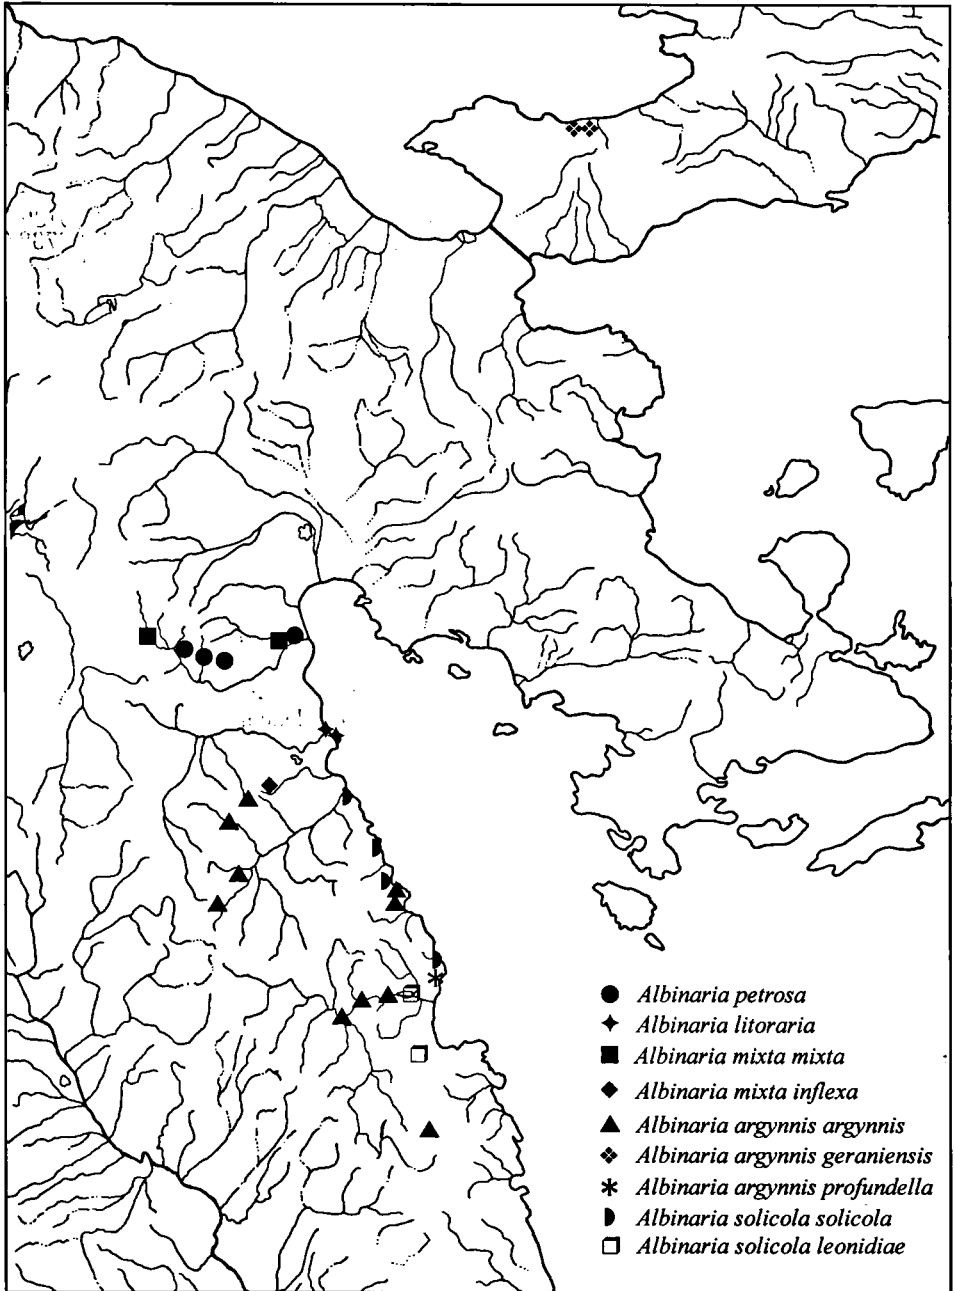 Albinaria petrosa
Albinaria litoraria
Albinaria mixta mixta
Albinaria mixta inflexa
Albinaria argynnis argynnis
Albinaria argynnis geraniensis
Albinaria argynnis profundella
Albinaria solicola solicola
Albinaria solicola leonidiae